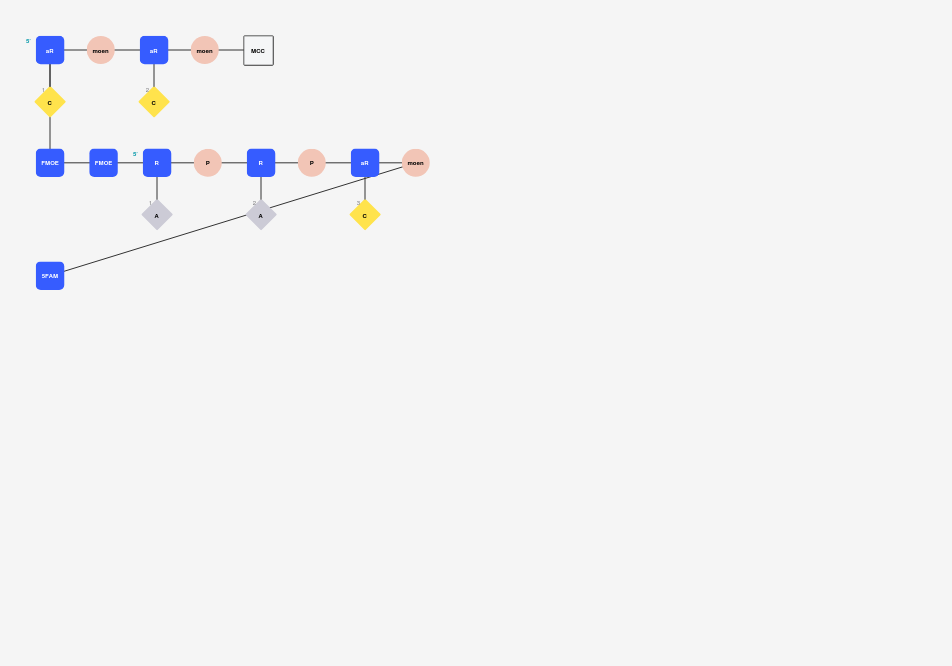 5' aR moen aR moen MCC
1 C 2 C
FMOE FMOE 5' R P R P aR moen
1 A 2 A 3 C
5FAM